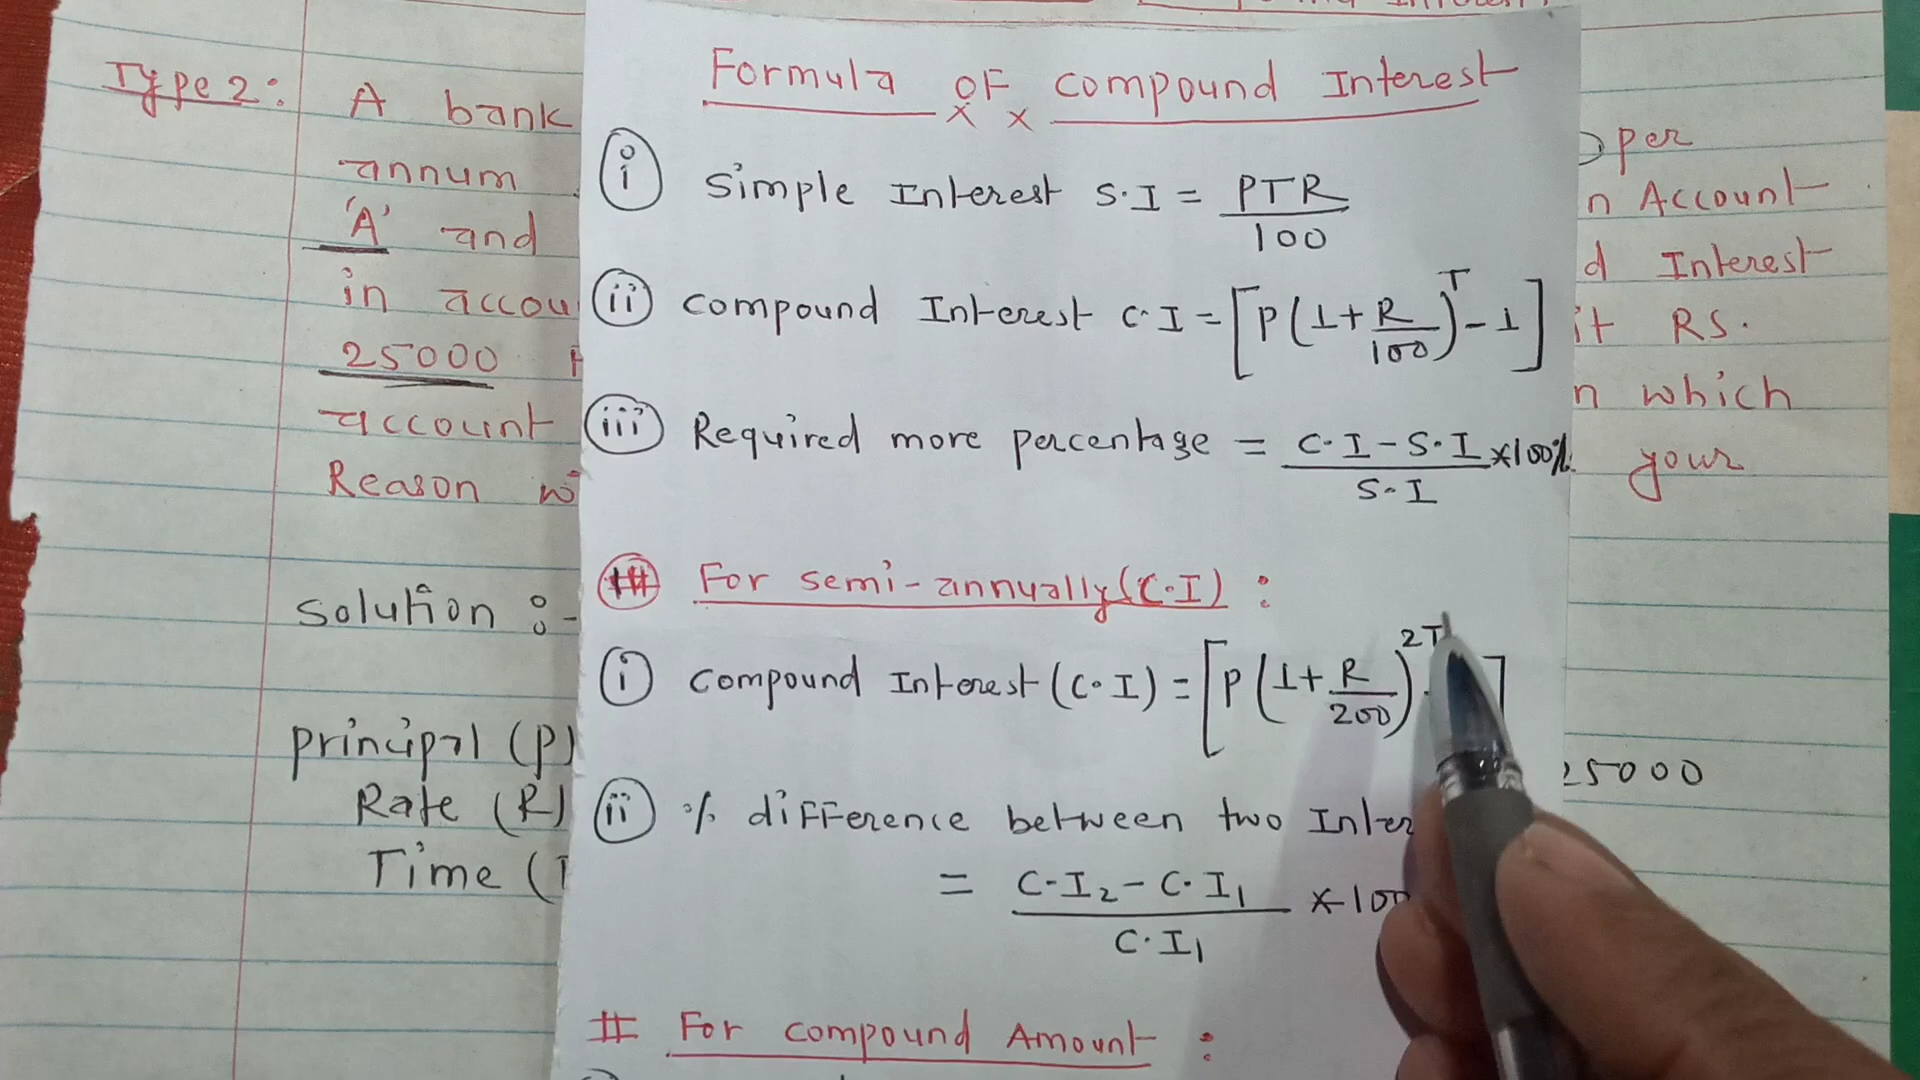 Type 2:
A bank
annum
'A' and
in accou
25000
account
Reason w
Solution :-
principal (P)
Rate (R)
Time (T
Formula OF compound Interest
(i) Simple Interest S.I = PTR/100
(ii) compound Interest C.I = [P(1+R/100)^T-1]
(iii) Required more percentage = C.I-S.I/S.I ×100%
# For semi-annually (C.I) :
(i) compound Interest (C.I) = [P(1+R/200)^2T ]
(ii) % difference between two Inter
= C.I₂-C.I₁/C.I₁ ×100
# For compound Amount :
per
n Account
d Interest
it RS.
n which
your
25000